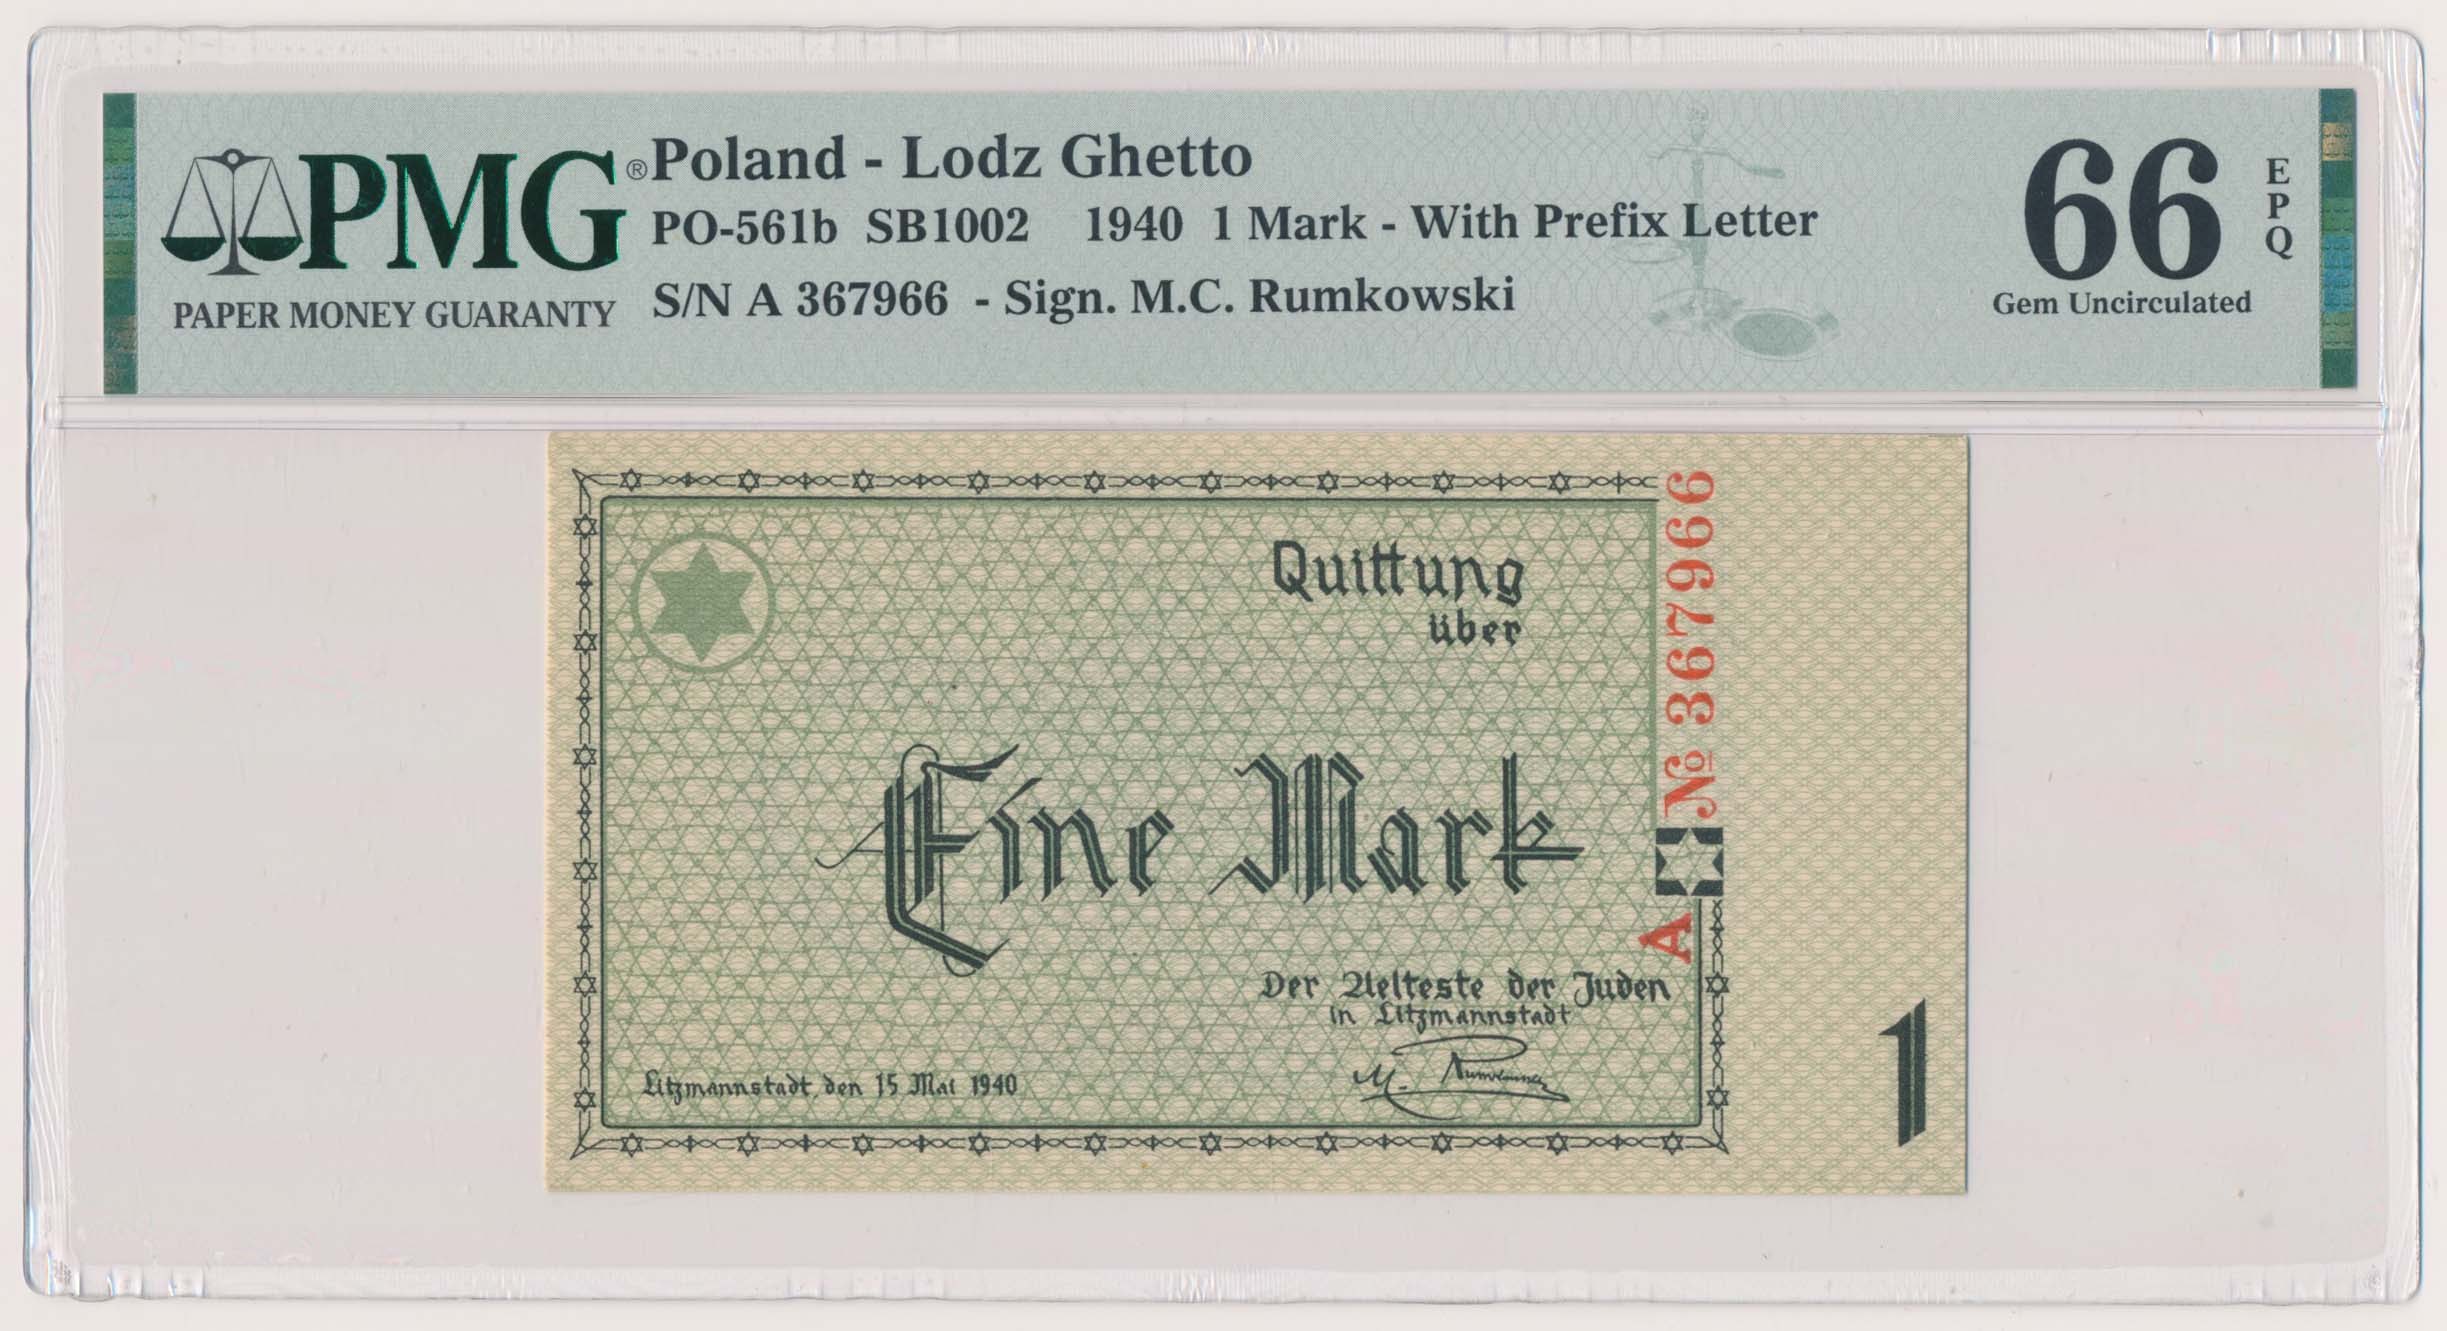 PMG®
PAPER MONEY GUARANTY
Poland - Lodz Ghetto
PO-561b SB1002 1940 1 Mark - With Prefix Letter
S/N A 367966 - Sign. M.C. Rumkowski
66
EPQ
Gem Uncirculated
Quittung
über
Eine Mark
A № 367966
Der Aelteste der Juden
in Litzmannstadt
M. Rumkowski
Litzmannstadt, den 15 Mai 1940
1